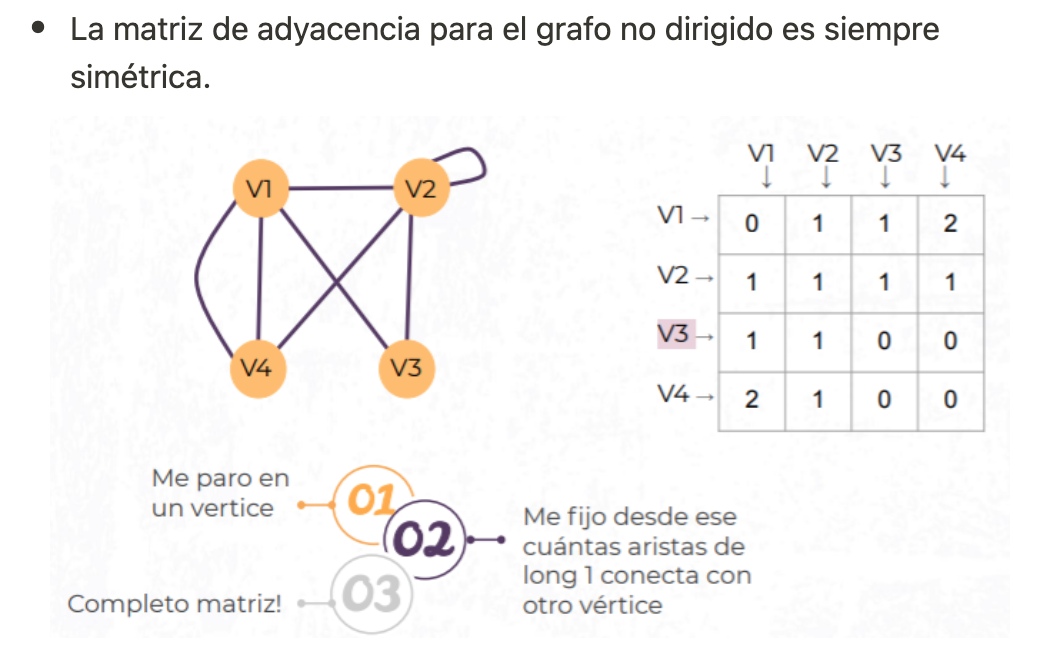 • La matriz de adyacencia para el grafo no dirigido es siempre
simétrica.
V1 V2 V3 V4
↓ ↓ ↓ ↓
V1 V2
V4 V3
V1 → 0 1 1 2
V2 → 1 1 1 1
V3 → 1 1 0 0
V4 → 2 1 0 0
Me paro en
un vertice
01
02
Me fijo desde ese
cuántas aristas de
long 1 conecta con
otro vértice
03
Completo matriz!